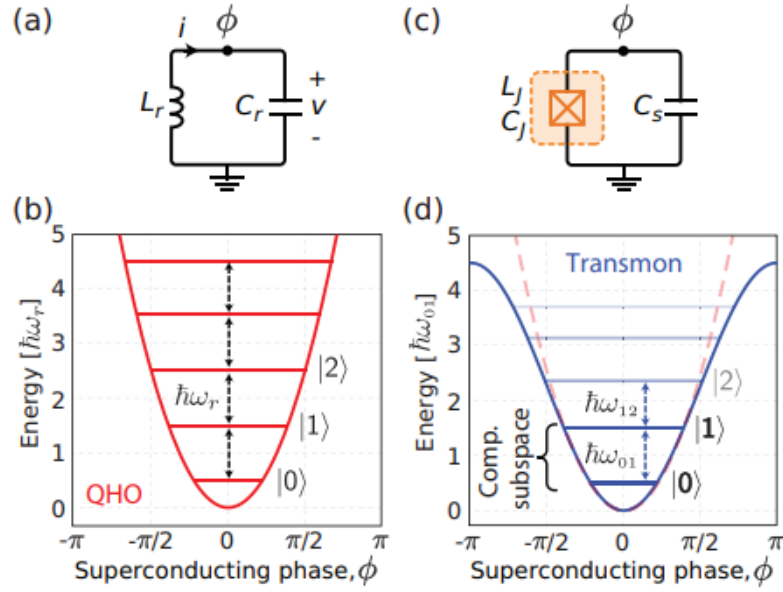 (a)
i
ϕ
L_r
C_r
+
v
-
(c)
ϕ
L_J
C_J
C_s
(b)
5
4
3
2
1
0
Energy [ℏω_r]
ℏω_r
|2⟩
|1⟩
|0⟩
QHO
-π
-π/2
0
π/2
π
Superconducting phase, ϕ
(d)
5
4
3
2
1
0
Energy [ℏω_01]
Transmon
|2⟩
ℏω_12
|1⟩
ℏω_01
|0⟩
Comp.
subspace
-π
-π/2
0
π/2
π
Superconducting phase, ϕ